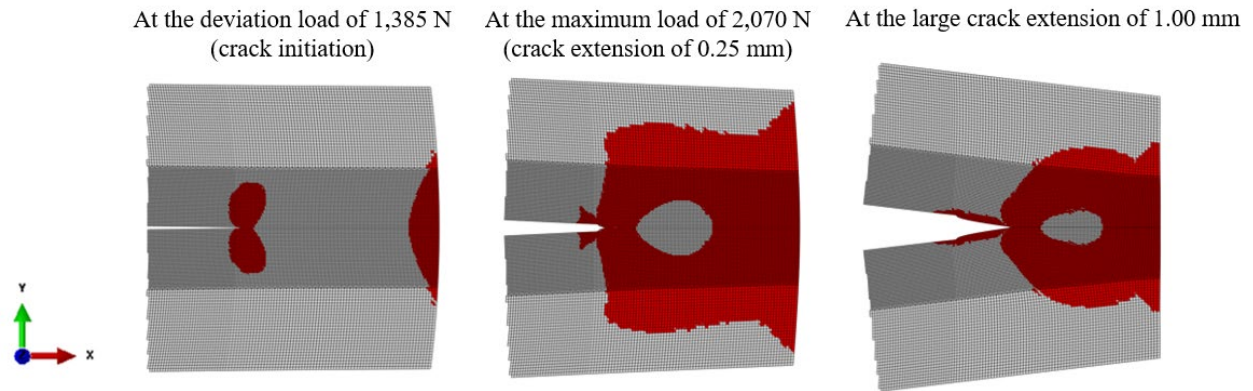 At the deviation load of 1,385 N
(crack initiation)
At the maximum load of 2,070 N
(crack extension of 0.25 mm)
At the large crack extension of 1.00 mm
Y
Z
X